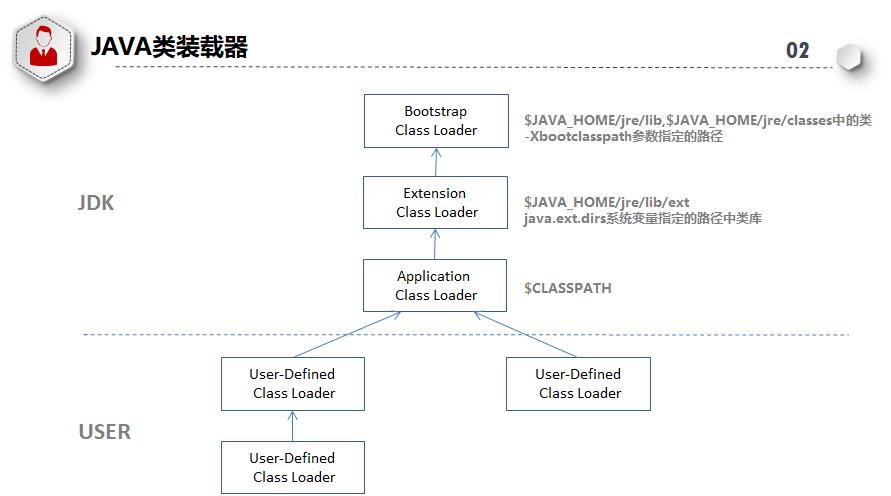 JAVA类装载器
02
Bootstrap
Class Loader
$JAVA_HOME/jre/lib,$JAVA_HOME/jre/classes中的类
-Xbootclasspath参数指定的路径
JDK
Extension
Class Loader
$JAVA_HOME/jre/lib/ext
java.ext.dirs系统变量指定的路径中类库
Application
Class Loader
$CLASSPATH
User-Defined
Class Loader
User-Defined
Class Loader
USER
User-Defined
Class Loader